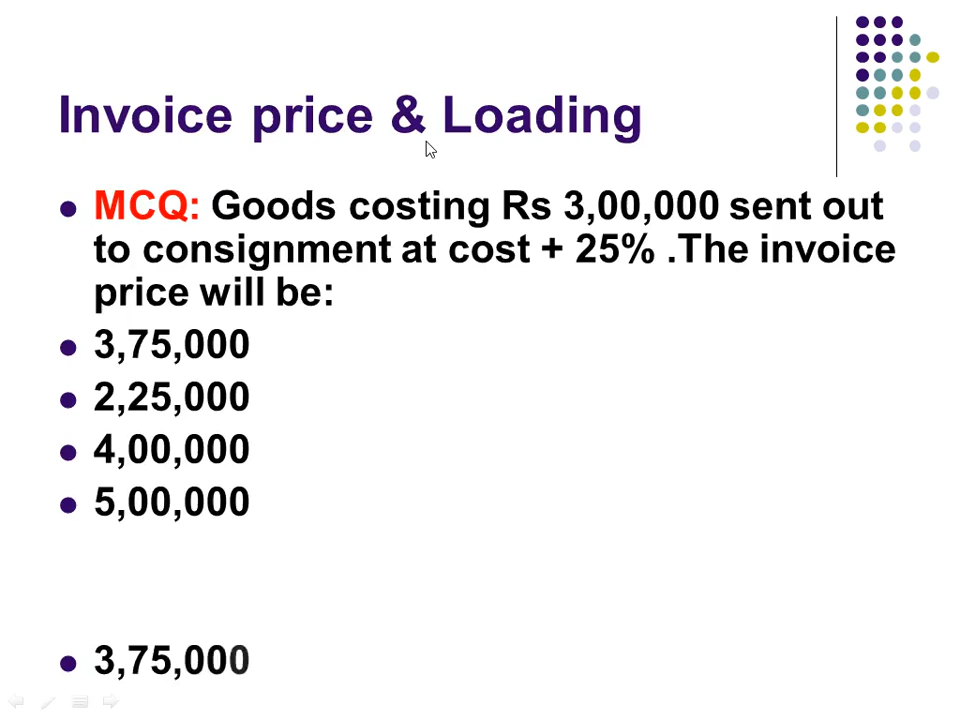 Invoice price & Loading
MCQ: Goods costing Rs 3,00,000 sent out
to consignment at cost + 25% .The invoice
price will be:
3,75,000
2,25,000
4,00,000
5,00,000
3,75,000